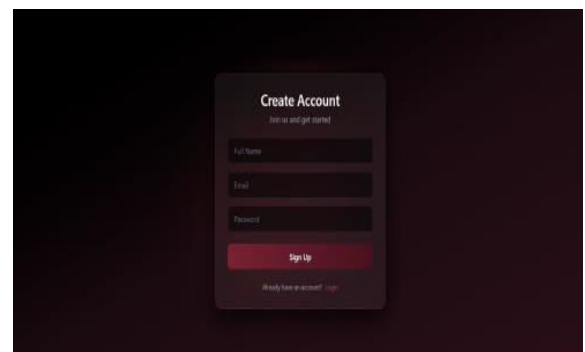 Create Account
Join us and get started
Full Name
Email
Password
Sign Up
Already have an account? Login